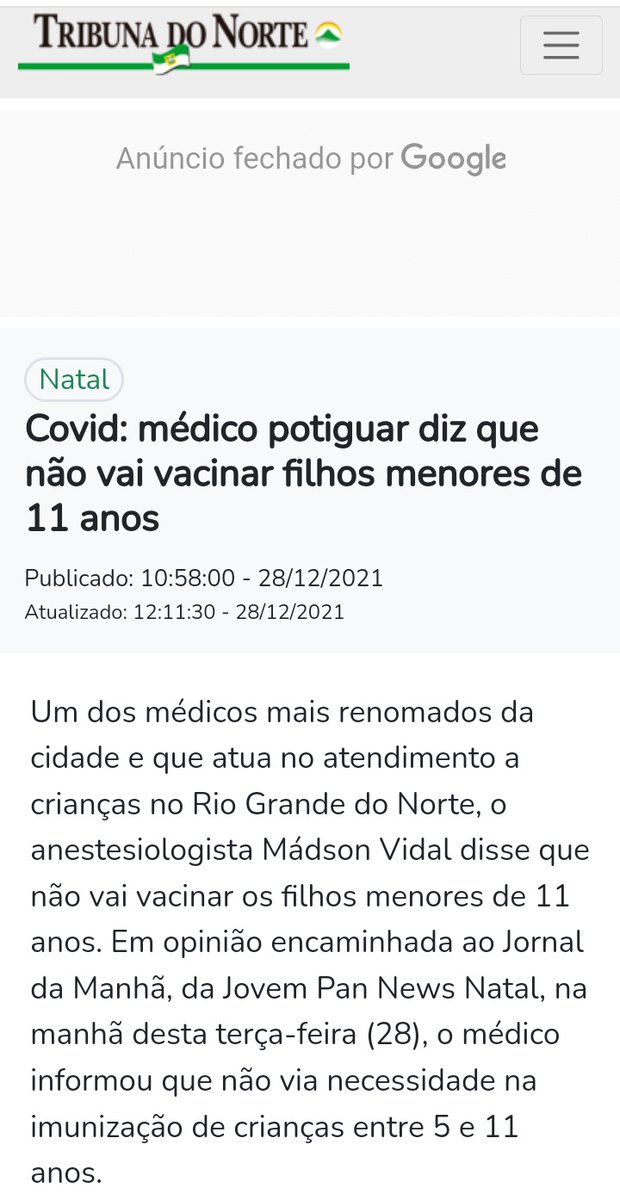 TRIBUNA DO NORTE
Anúncio fechado por Google
Natal
Covid: médico potiguar diz que
não vai vacinar filhos menores de
11 anos
Publicado: 10:58:00 - 28/12/2021
Atualizado: 12:11:30 - 28/12/2021
Um dos médicos mais renomados da
cidade e que atua no atendimento a
crianças no Rio Grande do Norte, o
anestesiologista Mádson Vidal disse que
não vai vacinar os filhos menores de 11
anos. Em opinião encaminhada ao Jornal
da Manhã, da Jovem Pan News Natal, na
manhã desta terça-feira (28), o médico
informou que não via necessidade na
imunização de crianças entre 5 e 11
anos.